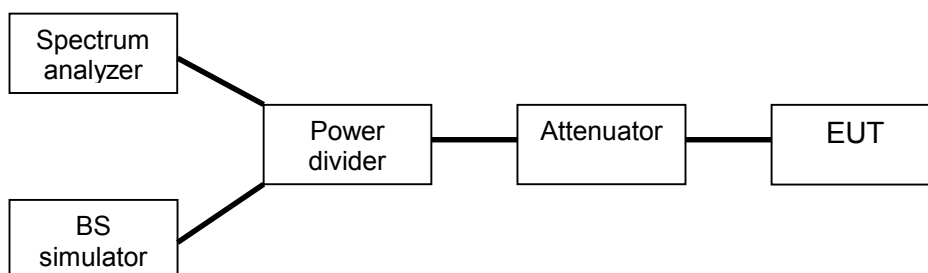 Spectrum
analyzer
Power
divider
Attenuator
EUT
BS
simulator